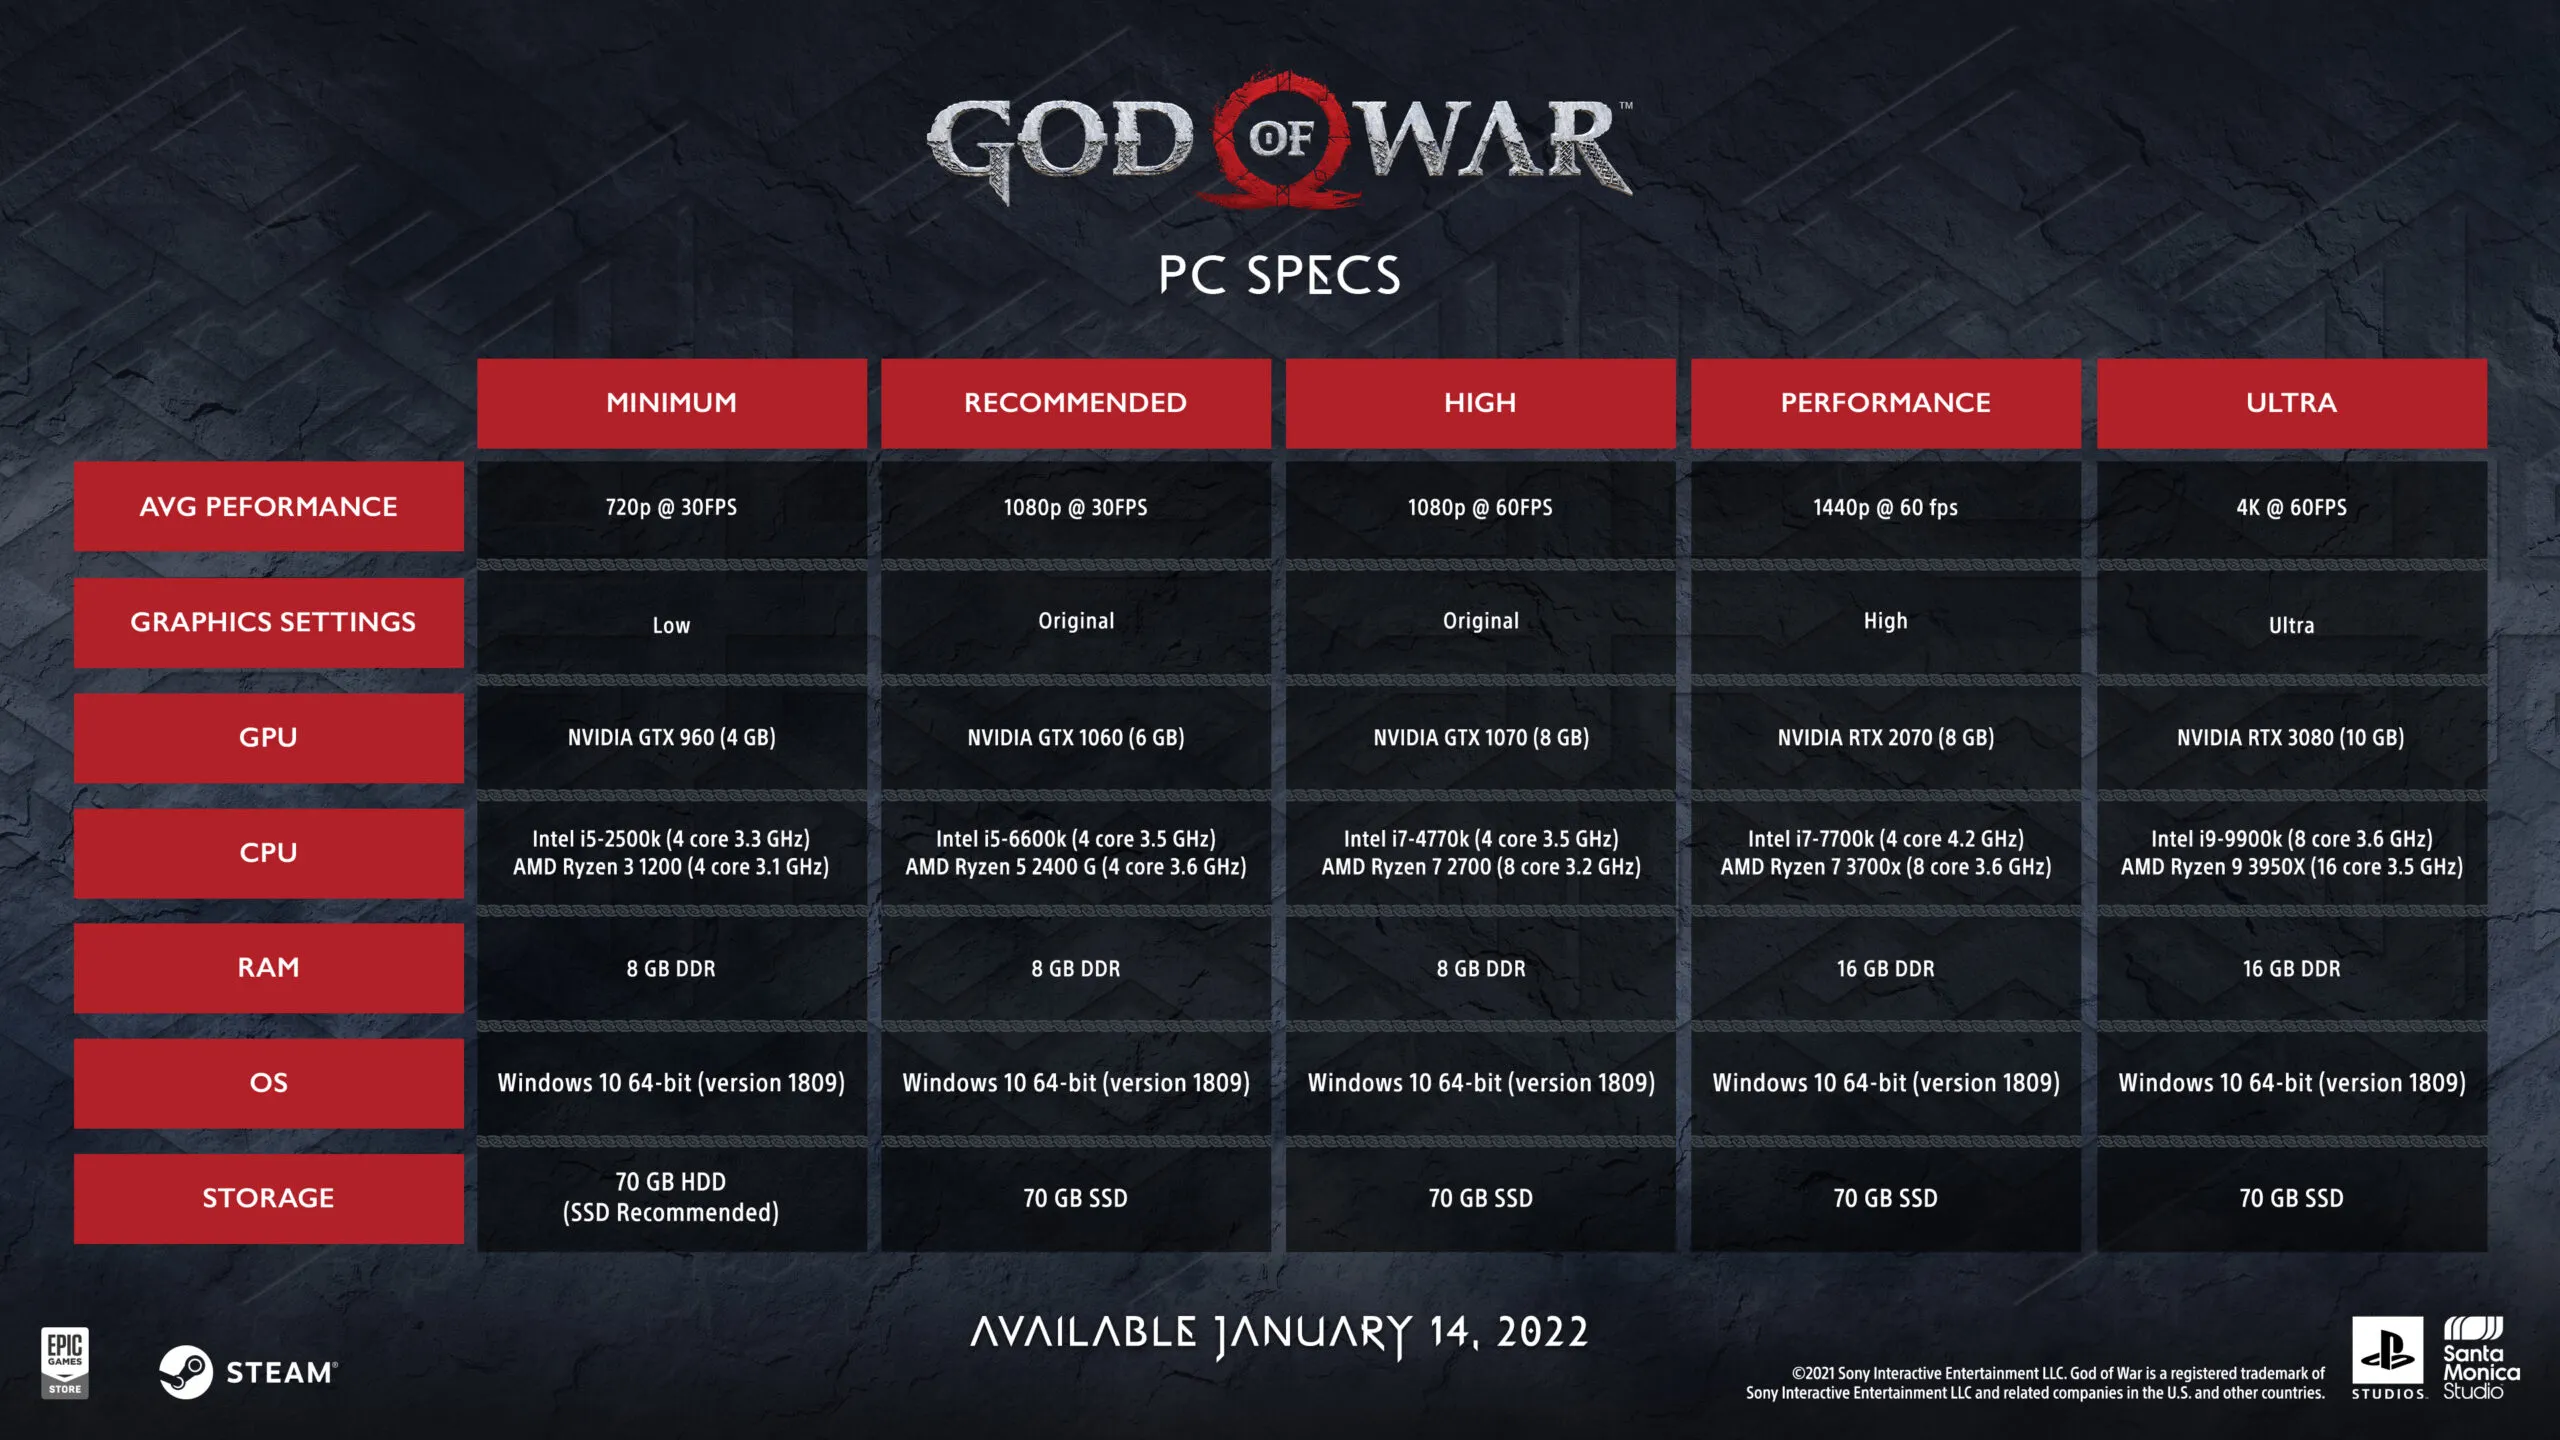 GOD OF WAR™
PC SPECS
MINIMUM RECOMMENDED HIGH PERFORMANCE ULTRA
AVG PEFORMANCE 720p @ 30FPS 1080p @ 30FPS 1080p @ 60FPS 1440p @ 60 fps 4K @ 60FPS
GRAPHICS SETTINGS Low Original Original High Ultra
GPU NVIDIA GTX 960 (4 GB) NVIDIA GTX 1060 (6 GB) NVIDIA GTX 1070 (8 GB) NVIDIA RTX 2070 (8 GB) NVIDIA RTX 3080 (10 GB)
Intel i5-2500k (4 core 3.3 GHz) Intel i5-6600k (4 core 3.5 GHz) Intel i7-4770k (4 core 3.5 GHz) Intel i7-7700k (4 core 4.2 GHz) Intel i9-9900k (8 core 3.6 GHz)
CPU
AMD Ryzen 3 1200 (4 core 3.1 GHz) AMD Ryzen 5 2400 G (4 core 3.6 GHz) AMD Ryzen 7 2700 (8 core 3.2 GHz) AMD Ryzen 7 3700x (8 core 3.6 GHz) AMD Ryzen 9 3950X (16 core 3.5 GHz)
RAM 8 GB DDR 8 GB DDR 8 GB DDR 16 GB DDR 16 GB DDR
OS Windows 10 64-bit (version 1809) Windows 10 64-bit (version 1809) Windows 10 64-bit (version 1809) Windows 10 64-bit (version 1809) Windows 10 64-bit (version 1809)
70 GB HDD
STORAGE 70 GB SSD 70 GB SSD 70 GB SSD 70 GB SSD
(SSD Recommended)
AVAILABLE JANUARY 14, 2022
EPIC
GAMES
STORE
STEAM®
©2021 Sony Interactive Entertainment LLC. God of War is a registered trademark of
Sony Interactive Entertainment LLC and related companies in the U.S. and other countries.
STUDIOS
Santa
Monica
Studio